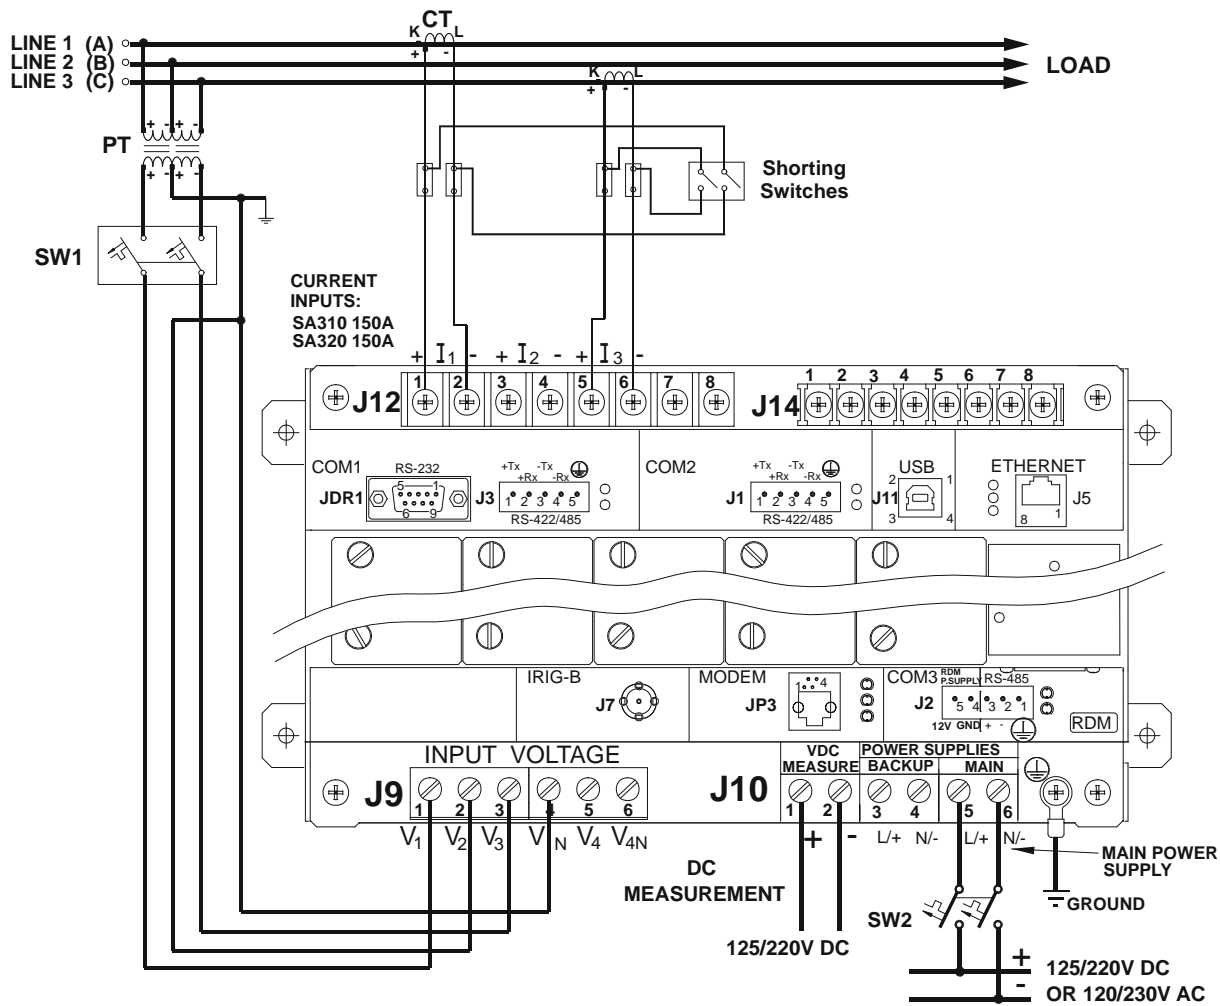 CT
K L
+ -
LINE 1 (A)
LINE 2 (B)
LINE 3 (C)
LOAD
K L
+ -
+ - + -
PT
+ - + -
Shorting
Switches
SW1
CURRENT
INPUTS:
SA310 150A
SA320 150A
+ I1 - + I2 - + I3 -
J12 1 2 3 4 5 6 7 8
J14 1 2 3 4 5 6 7 8
COM1 RS-232 +Tx -Tx
+Rx -Rx
JDR1 5 1 6 9
J3 1 2 3 4 5
RS-422/485
COM2 +Tx -Tx
+Rx -Rx
J1 1 2 3 4 5
RS-422/485
USB
2 1
J11
3 4
ETHERNET
J5
8 1
IRIG-B
J7
MODEM
1 4
JP3
COM3 RDM
P.SUPPLY RS-485
J2 5 4 3 2 1
12V GND + -
RDM
INPUT VOLTAGE
J9 1 2 3 4 5 6
V1 V2 V3 VN V4 V4N
VDC
MEASURE
POWER SUPPLIES
BACKUP MAIN
J10 1 2 3 4 5 6
+ - L/+ N/- L/+ N/-
MAIN POWER
SUPPLY
DC
MEASUREMENT
GROUND
SW2
125/220V DC
+ 125/220V DC
- OR 120/230V AC